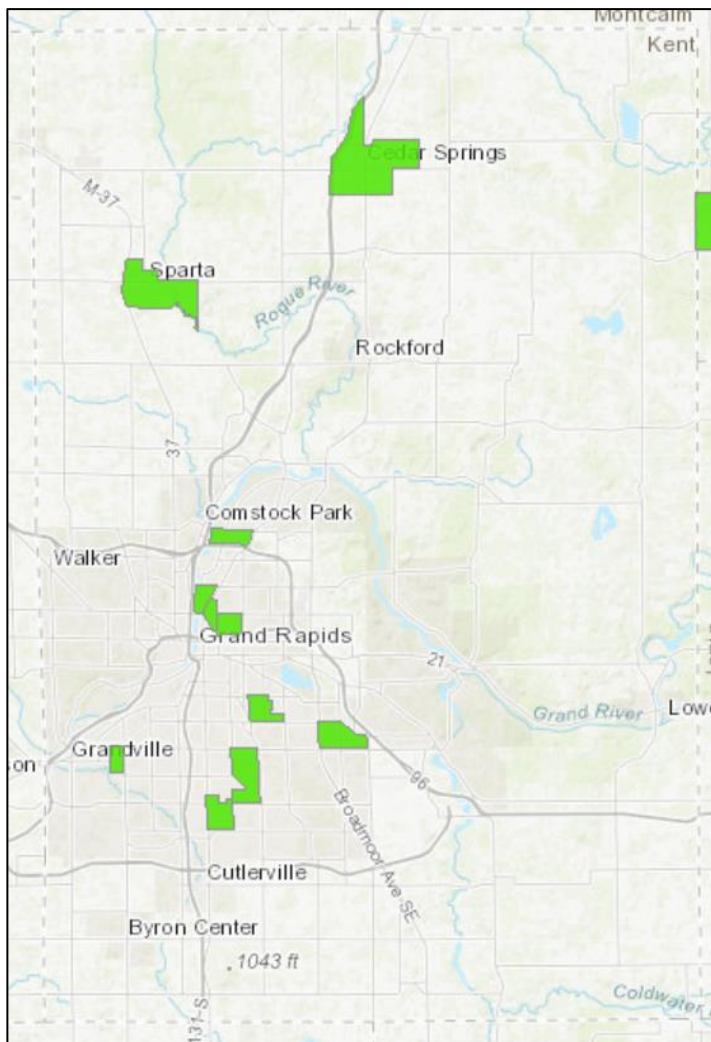 Montcalm
Kent
Cedar Springs
M-37
Sparta
Rogue River
Rockford
37
Comstock Park
Walker
Grand Rapids
21
Grand River
Lowe
Grandville
on
96
Broadmoor Ave SE
Cutlerville
Byron Center
1043 ft
131-S
Coldwater